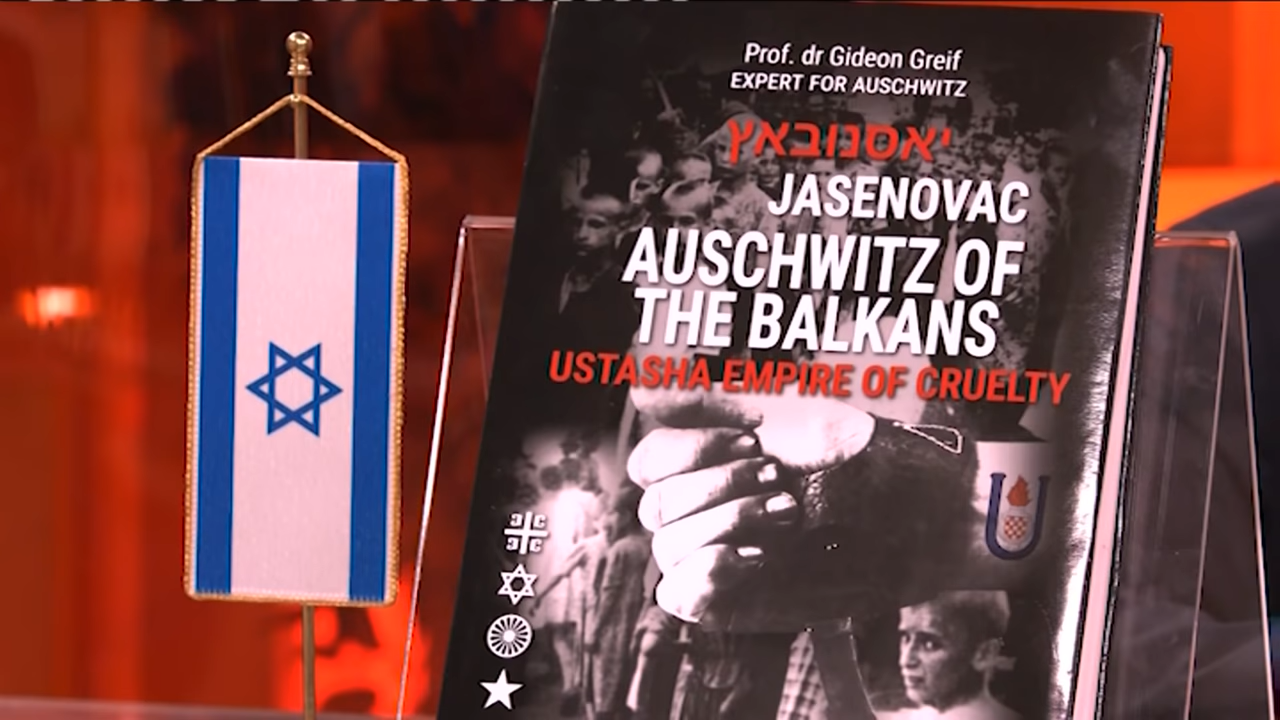 Prof. dr Gideon Greif
EXPERT FOR AUSCHWITZ
יאסנובאץ
JASENOVAC
AUSCHWITZ OF
THE BALKANS
USTASHA EMPIRE OF CRUELTY